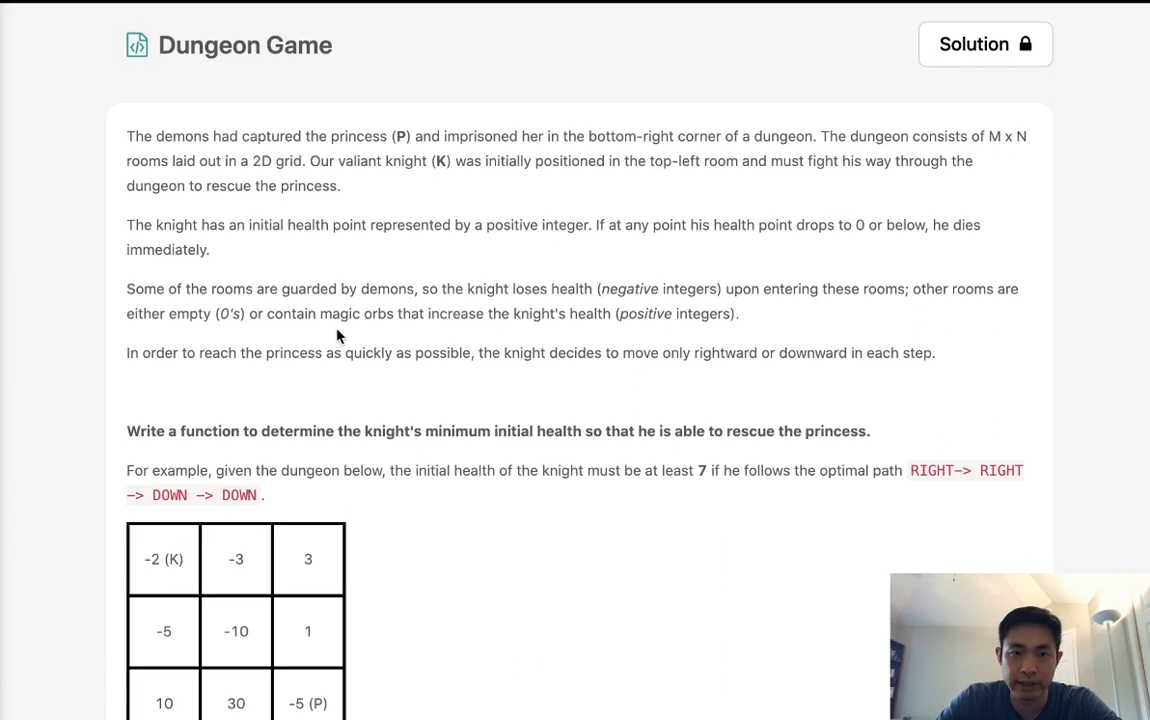 Dungeon Game
Solution
The demons had captured the princess (P) and imprisoned her in the bottom-right corner of a dungeon. The dungeon consists of M x N
rooms laid out in a 2D grid. Our valiant knight (K) was initially positioned in the top-left room and must fight his way through the
dungeon to rescue the princess.
The knight has an initial health point represented by a positive integer. If at any point his health point drops to 0 or below, he dies
immediately.
Some of the rooms are guarded by demons, so the knight loses health (negative integers) upon entering these rooms; other rooms are
either empty (0's) or contain magic orbs that increase the knight's health (positive integers).
In order to reach the princess as quickly as possible, the knight decides to move only rightward or downward in each step.
Write a function to determine the knight's minimum initial health so that he is able to rescue the princess.
For example, given the dungeon below, the initial health of the knight must be at least 7 if he follows the optimal path RIGHT-> RIGHT
-> DOWN -> DOWN.
-2 (K) -3 3
-5 -10 1
10 30 -5 (P)